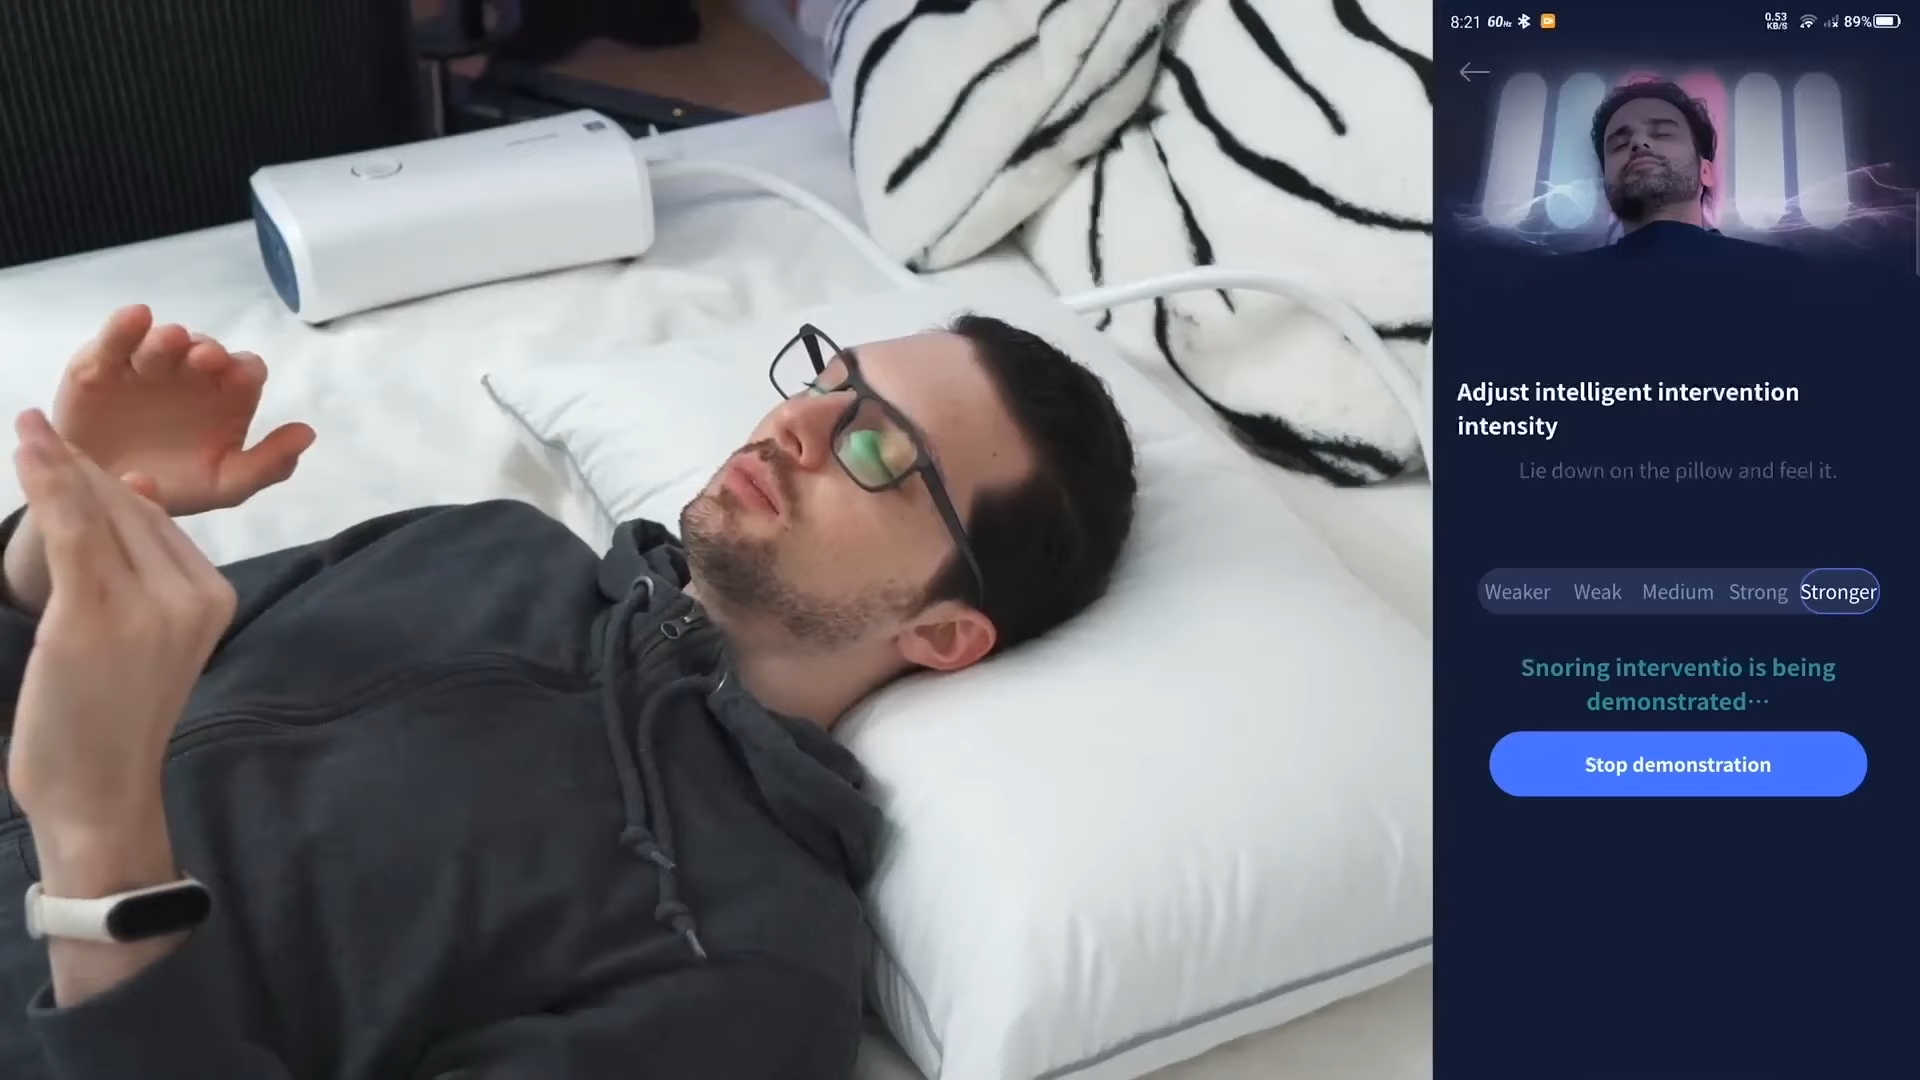 8:21 60Hz 0.53 KB/S 89%
Adjust intelligent intervention
intensity
Lie down on the pillow and feel it.
Weaker Weak Medium Strong Stronger
Snoring interventio is being
demonstrated···
Stop demonstration